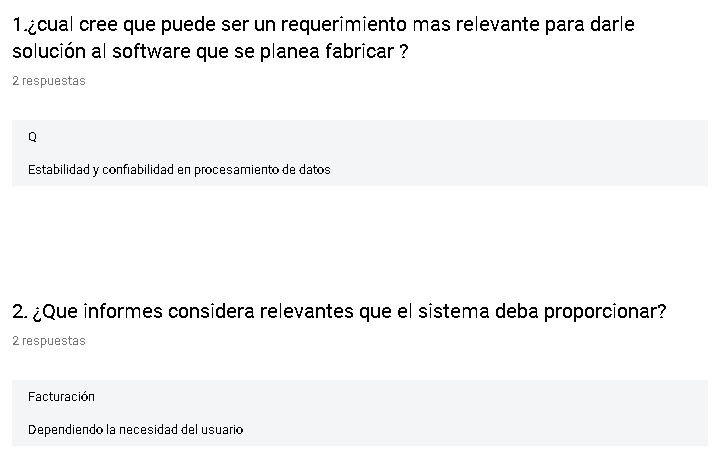 1.¿cual cree que puede ser un requerimiento mas relevante para darle
solución al software que se planea fabricar ?
2 respuestas
Q
Estabilidad y confiabilidad en procesamiento de datos
2. ¿Que informes considera relevantes que el sistema deba proporcionar?
2 respuestas
Facturación
Dependiendo la necesidad del usuario